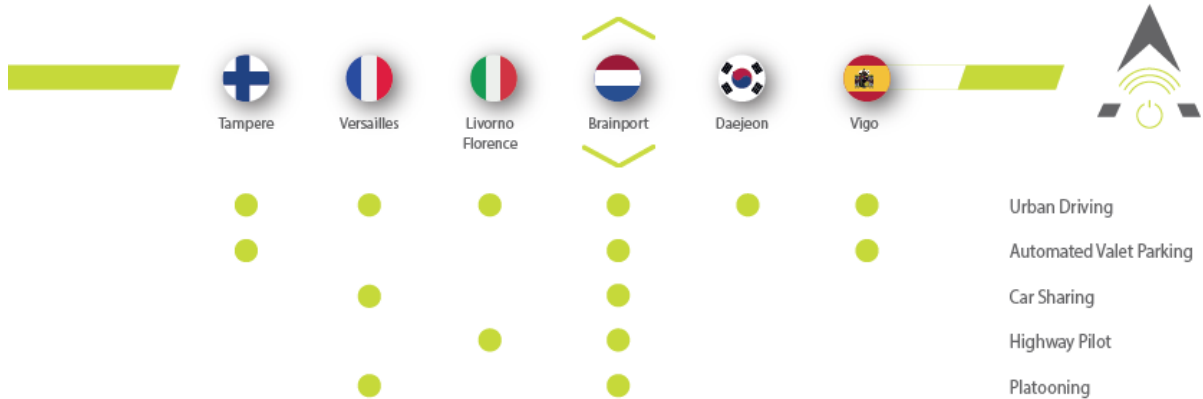 Tampere
Versailles
Livorno
Florence
Brainport
Daejeon
Vigo
Urban Driving
Automated Valet Parking
Car Sharing
Highway Pilot
Platooning